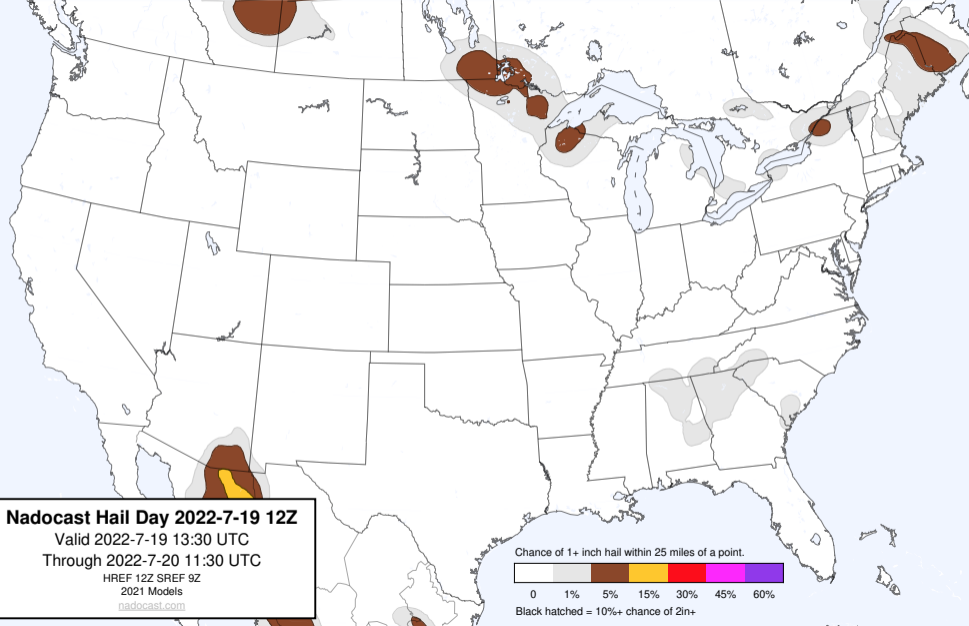 Nadocast Hail Day 2022-7-19 12Z
Valid 2022-7-19 13:30 UTC
Through 2022-7-20 11:30 UTC
HREF 12Z SREF 9Z
2021 Models
nadocast.com
Chance of 1+ inch hail within 25 miles of a point.
0 1% 5% 15% 30% 45% 60%
Black hatched = 10%+ chance of 2in+